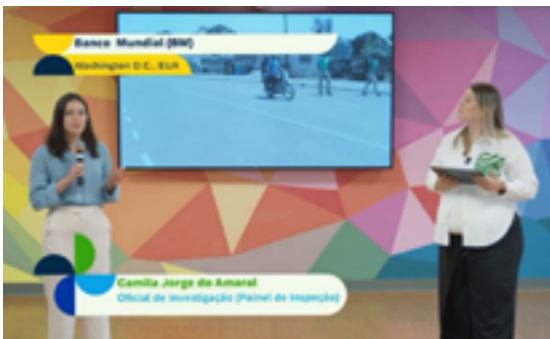 Banco Mundial (BM)
Washington D.C., EUA
Camila Jorge do Amaral
Oficial de investigação (Painel de Inspeção)